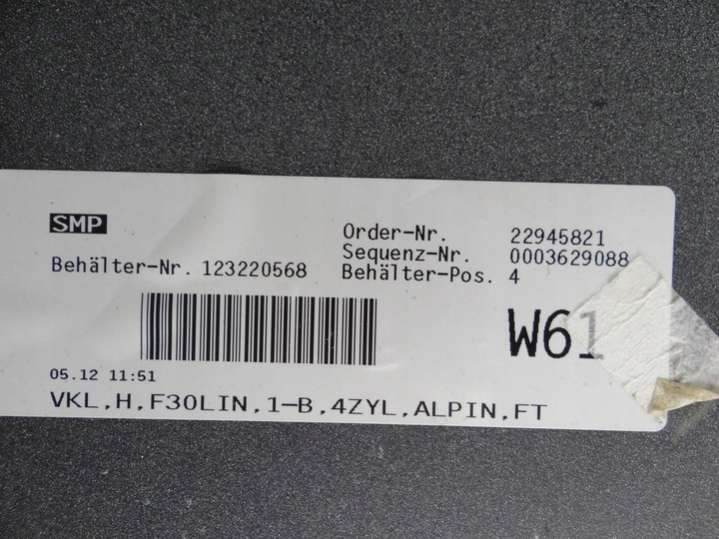 SMP
Order-Nr. 22945821
Sequenz-Nr. 0003629088
Behälter-Nr. 123220568 Behälter-Pos. 4
W61
05.12 11:51
VKL,H,F30LIN,1-B,4ZYL,ALPIN,FT